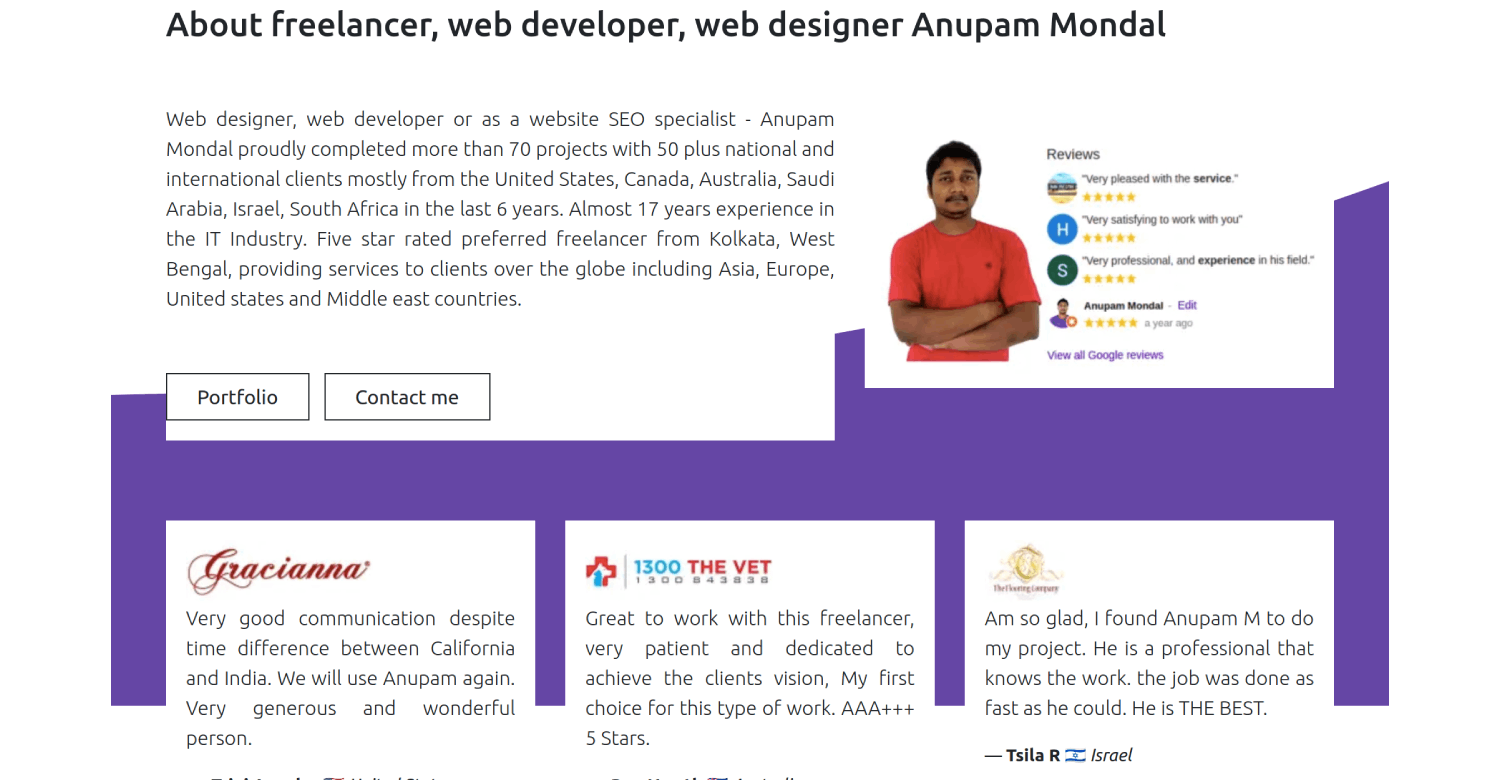 About freelancer, web developer, web designer Anupam Mondal
Web designer, web developer or as a website SEO specialist - Anupam
Mondal proudly completed more than 70 projects with 50 plus national and
international clients mostly from the United States, Canada, Australia, Saudi
Arabia, Israel, South Africa in the last 6 years. Almost 17 years experience in
the IT Industry. Five star rated preferred freelancer from Kolkata, West
Bengal, providing services to clients over the globe including Asia, Europe,
United states and Middle east countries.
Portfolio
Contact me
Reviews
"Very pleased with the service."
H
"Very satisfying to work with you"
S
"Very professional, and experience in his field."
Anupam Mondal - Edit
a year ago
View all Google reviews
Gracianna
Very good communication despite
time difference between California
and India. We will use Anupam again.
Very generous and wonderful
person.
1300 THE VET
1300 843838
Great to work with this freelancer,
very patient and dedicated to
achieve the clients vision, My first
choice for this type of work. AAA+++
5 Stars.
The Flooring Company
Am so glad, I found Anupam M to do
my project. He is a professional that
knows the work. the job was done as
fast as he could. He is THE BEST.
— Tsila R 🇮🇱 Israel